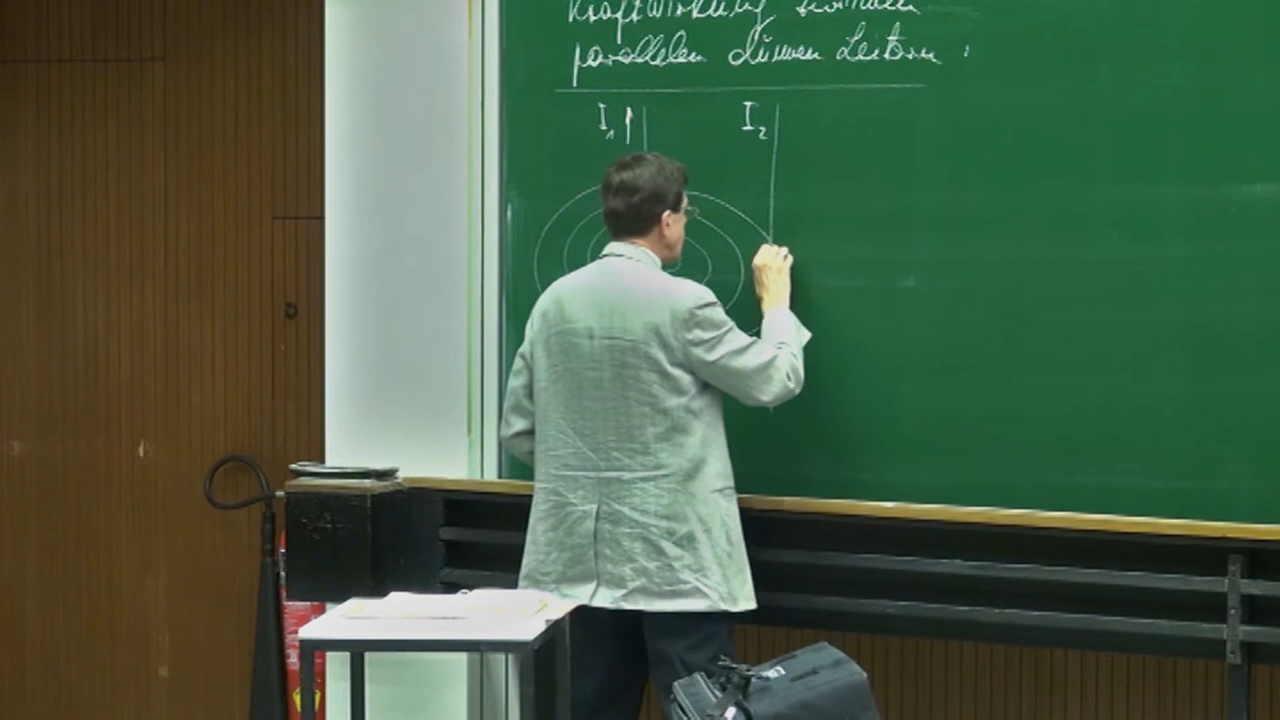 Kraftwirkung zwischen
parallelen dünnen Leitern :
I₁ I₂